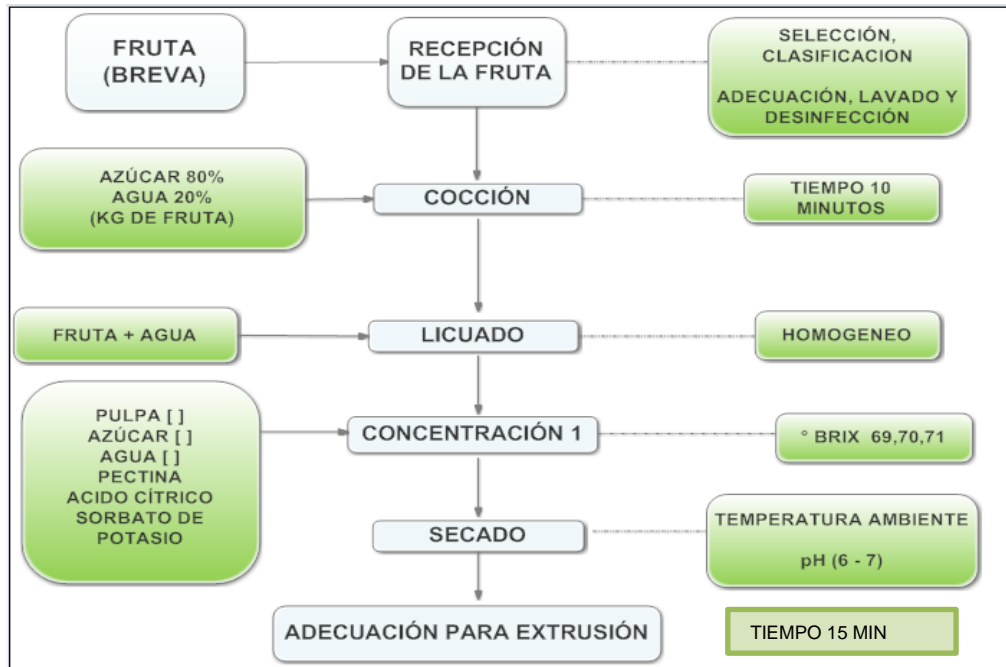 FRUTA
(BREVA)
RECEPCIÓN
DE LA FRUTA
SELECCIÓN,
CLASIFICACION
ADECUACIÓN, LAVADO Y
DESINFECCIÓN
AZÚCAR 80%
AGUA 20%
(KG DE FRUTA)
COCCIÓN
TIEMPO 10
MINUTOS
FRUTA + AGUA
LICUADO
HOMOGENEO
PULPA [ ]
AZÚCAR [ ]
AGUA [ ]
PECTINA
ACIDO CÍTRICO
SORBATO DE
POTASIO
CONCENTRACIÓN 1
° BRIX 69,70,71
SECADO
TEMPERATURA AMBIENTE
pH (6 - 7)
ADECUACIÓN PARA EXTRUSIÓN
TIEMPO 15 MIN